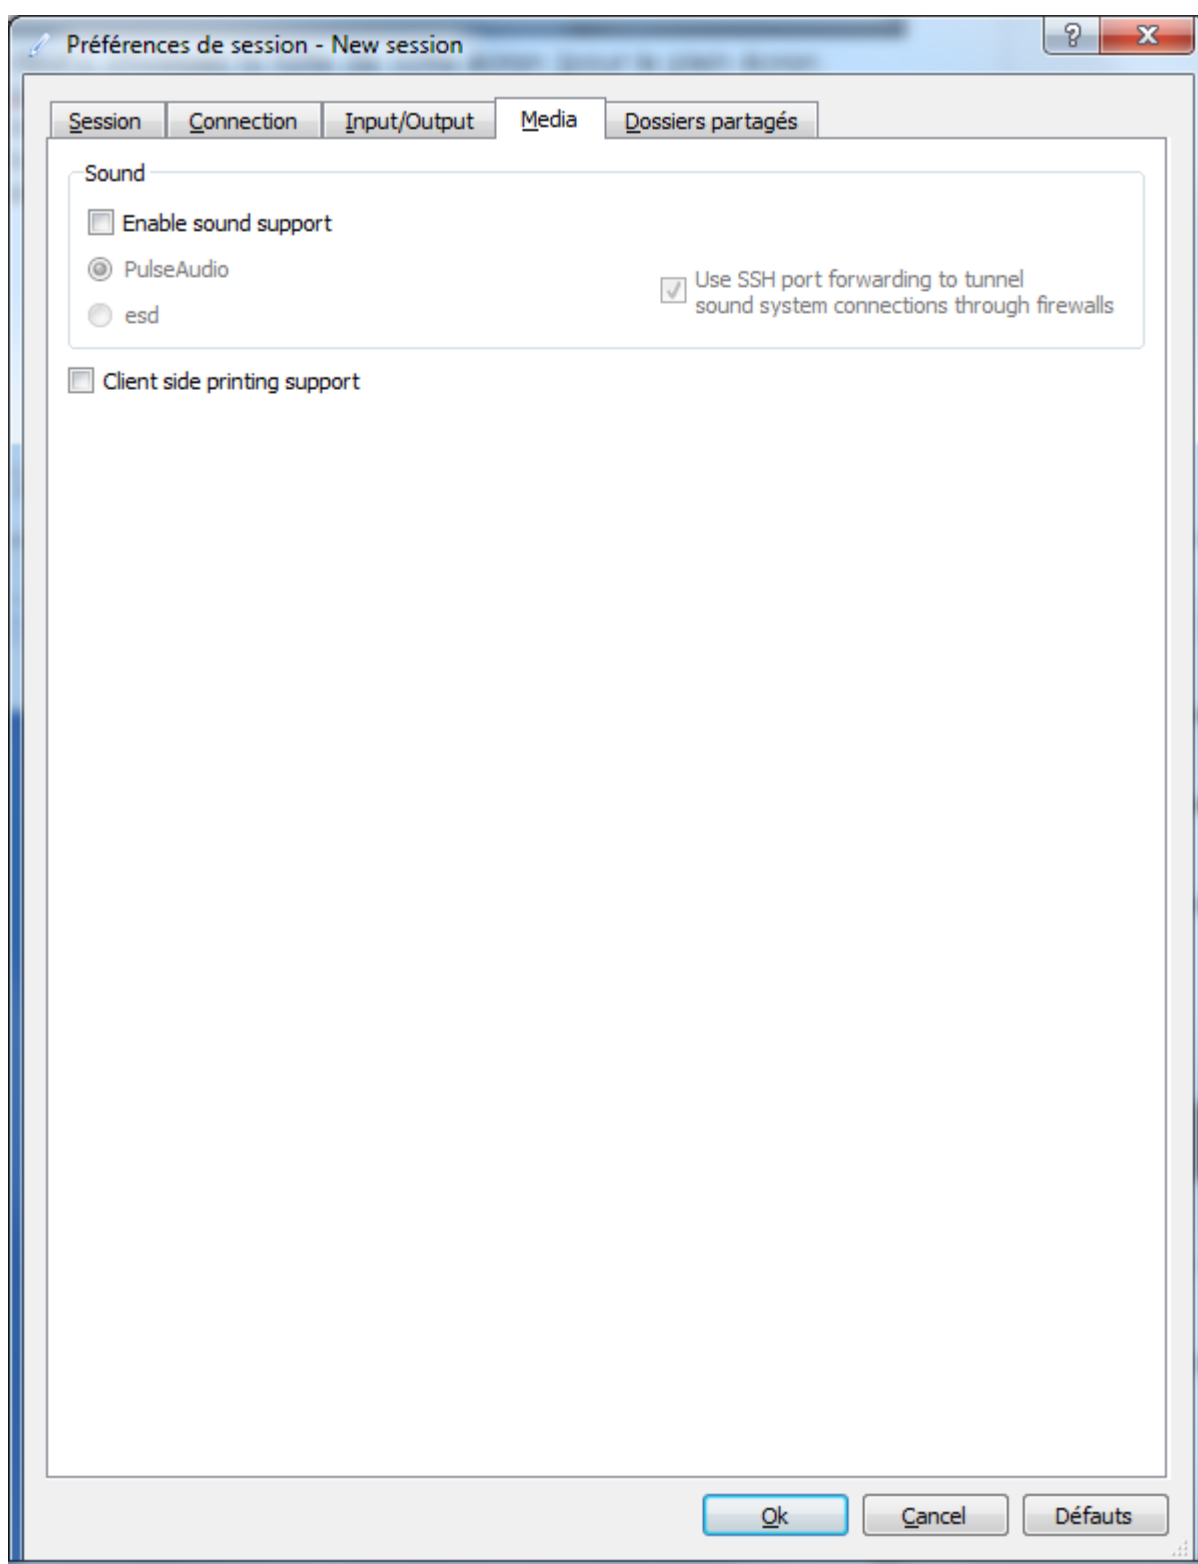 Préférences de session - New session
Session Connection Input/Output Media Dossiers partagés
Sound
Enable sound support
PulseAudio
esd
Use SSH port forwarding to tunnel
sound system connections through firewalls
Client side printing support
Ok Cancel Défauts